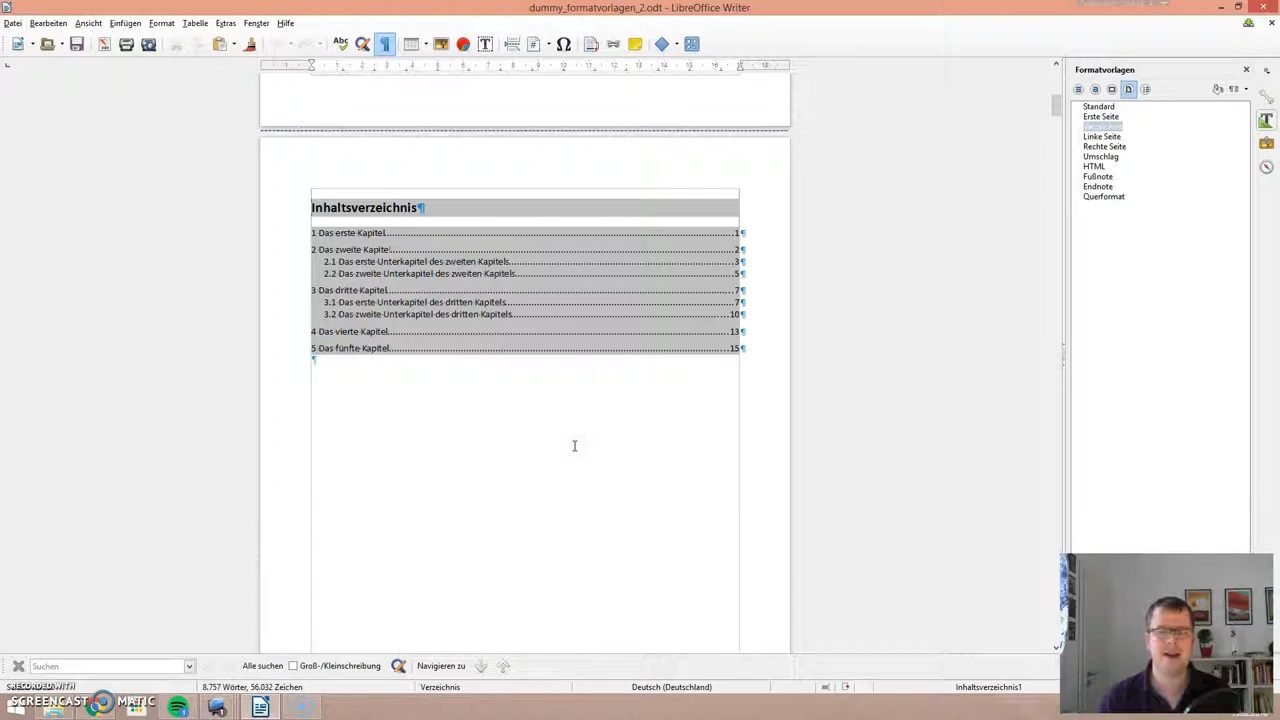 dummy_formatvorlagen_2.odt - LibreOffice Writer
Datei Bearbeiten Ansicht Einfügen Format Tabelle Extras Fenster Hilfe
Formatvorlagen
Standard
Erste Seite
Linke Seite
Rechte Seite
Umschlag
HTML
Fußnote
Endnote
Querformat
Inhaltsverzeichnis¶
1 Das erste Kapitel 1
2 Das zweite Kapitel 2
2.1 Das erste Unterkapitel des zweiten Kapitels 3
2.2 Das zweite Unterkapitel des zweiten Kapitels 5
3 Das dritte Kapitel 7
3.1 Das erste Unterkapitel des dritten Kapitels 7
3.2 Das zweite Unterkapitel des dritten Kapitels 10
4 Das vierte Kapitel 13
5 Das fünfte Kapitel 15
Suchen Alle suchen Groß-/Kleinschreibung Navigieren zu
8.757 Wörter, 56.032 Zeichen Verzeichnis Deutsch (Deutschland) Inhaltsverzeichnis1
RECORDED WITH
SCREENCAST MATIC